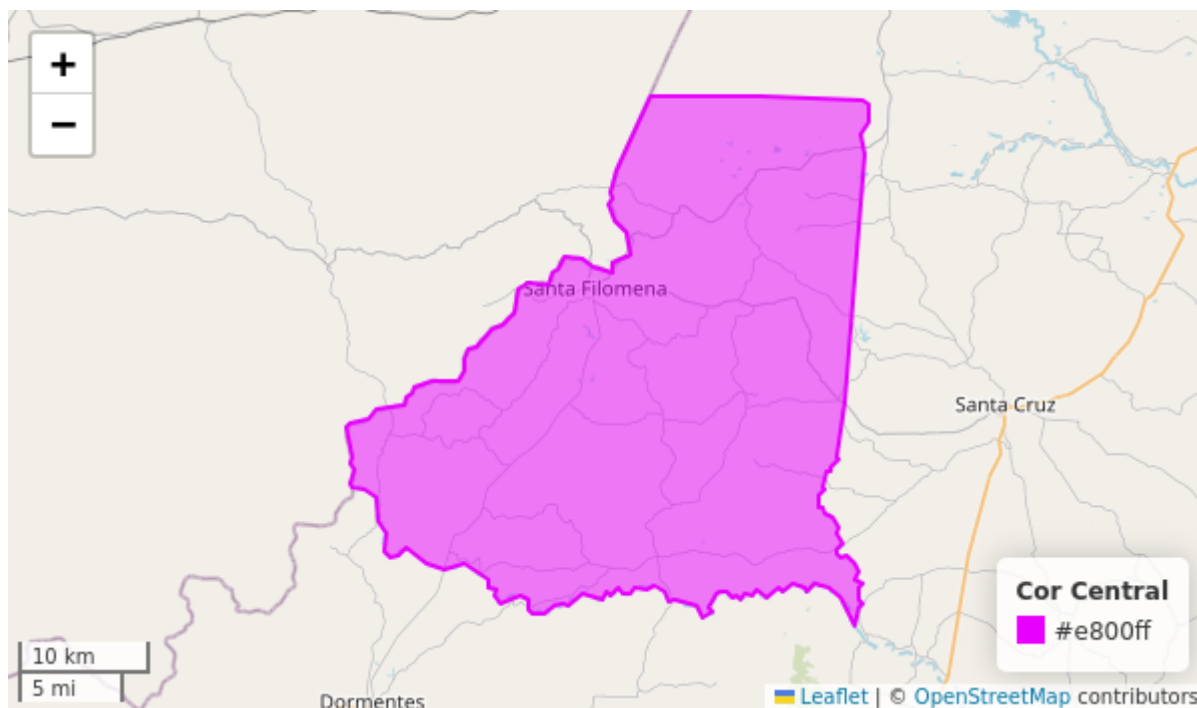 +
−
Santa Filomena
Santa Cruz
Cor Central
#e800ff
10 km
5 mi
Dormentes
Leaflet | © OpenStreetMap contributors